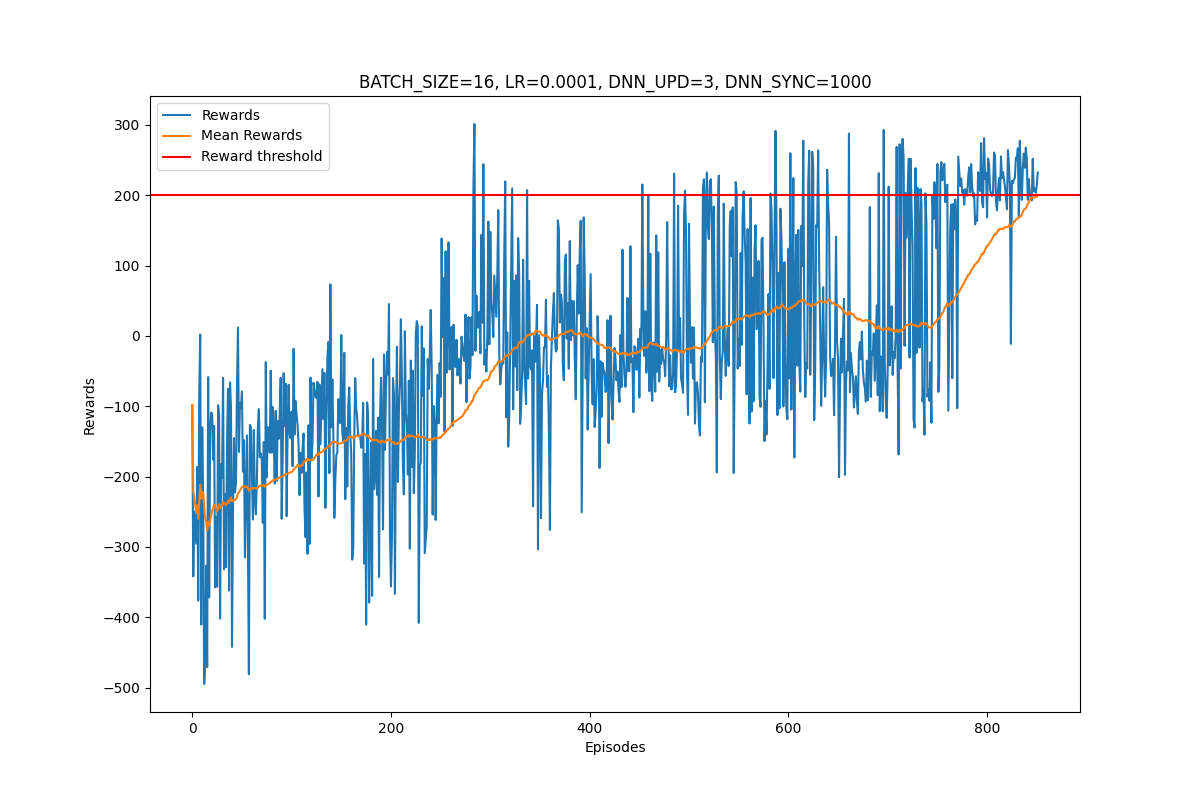 BATCH_SIZE=16, LR=0.0001, DNN_UPD=3, DNN_SYNC=1000
Rewards
Mean Rewards
Reward threshold
300
200
100
0
−100
−200
−300
−400
−500
Rewards
0
200
400
600
800
Episodes